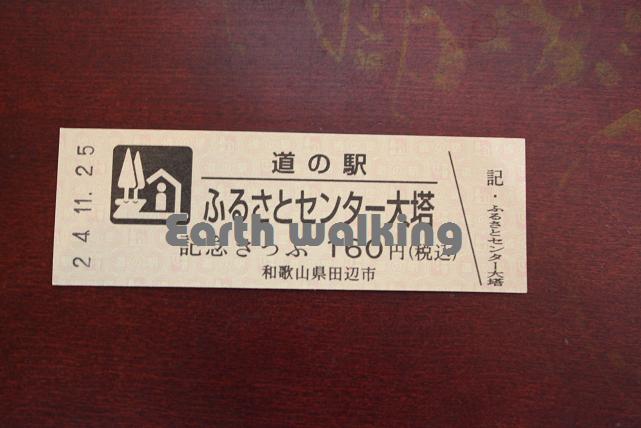 24.11.25
道の駅
ふるさとセンター大塔
Earth walking
記念きっぷ 160円(税込)
和歌山県田辺市
記・ふるさとセンター大塔